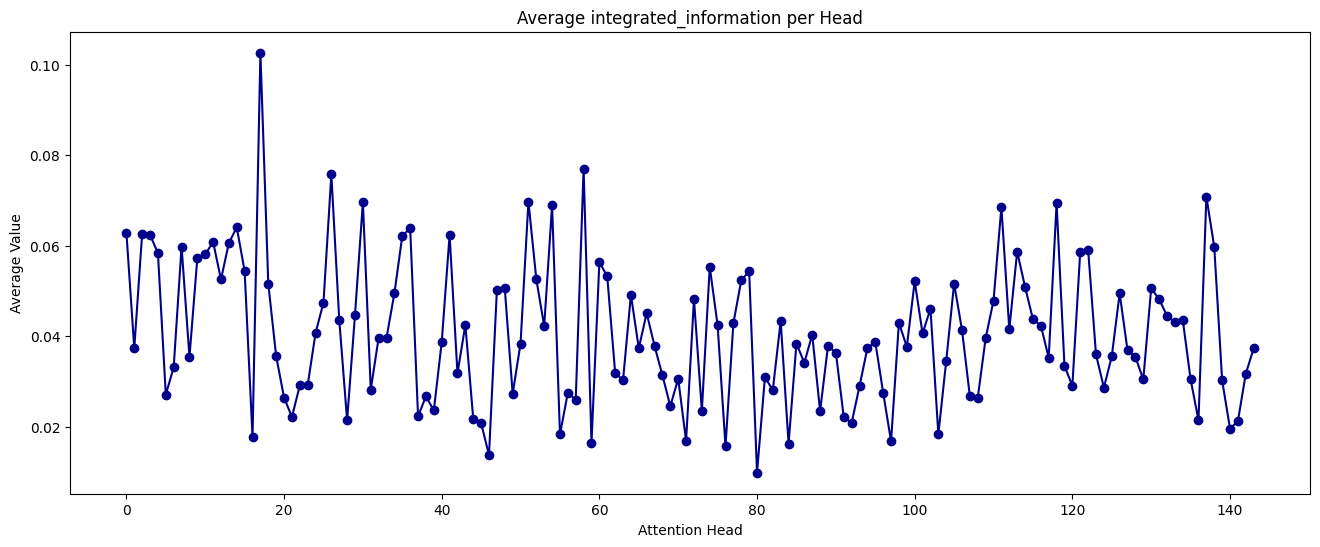 Average integrated_information per Head
0.10
0.08
0.06
0.04
0.02
Average Value
0 20 40 60 80 100 120 140
Attention Head